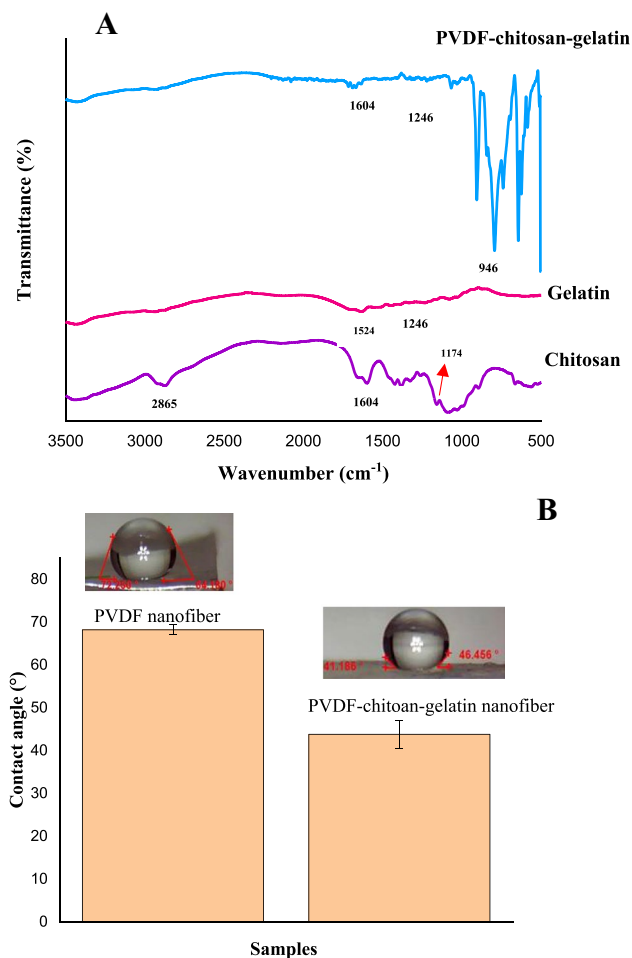 A
PVDF-chitosan-gelatin
1604
1246
946
Transmittance (%)
Gelatin
1524
1246
1174
Chitosan
2865
1604
3500 3000 2500 2000 1500 1000 500
Wavenumber (cm-1)
B
80
70
60
50
40
30
20
10
0
Contact angle (°)
PVDF nanofiber
41.186 °
46.456 °
PVDF-chitoan-gelatin nanofiber
Samples